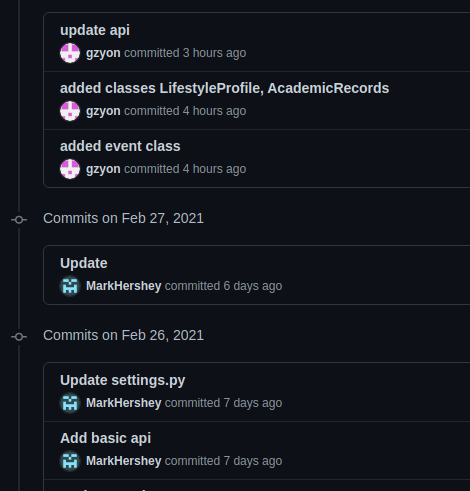 update api
gzyon committed 3 hours ago
added classes LifestyleProfile, AcademicRecords
gzyon committed 4 hours ago
added event class
gzyon committed 4 hours ago
Commits on Feb 27, 2021
Update
MarkHershey committed 6 days ago
Commits on Feb 26, 2021
Update settings.py
MarkHershey committed 7 days ago
Add basic api
MarkHershey committed 7 days ago